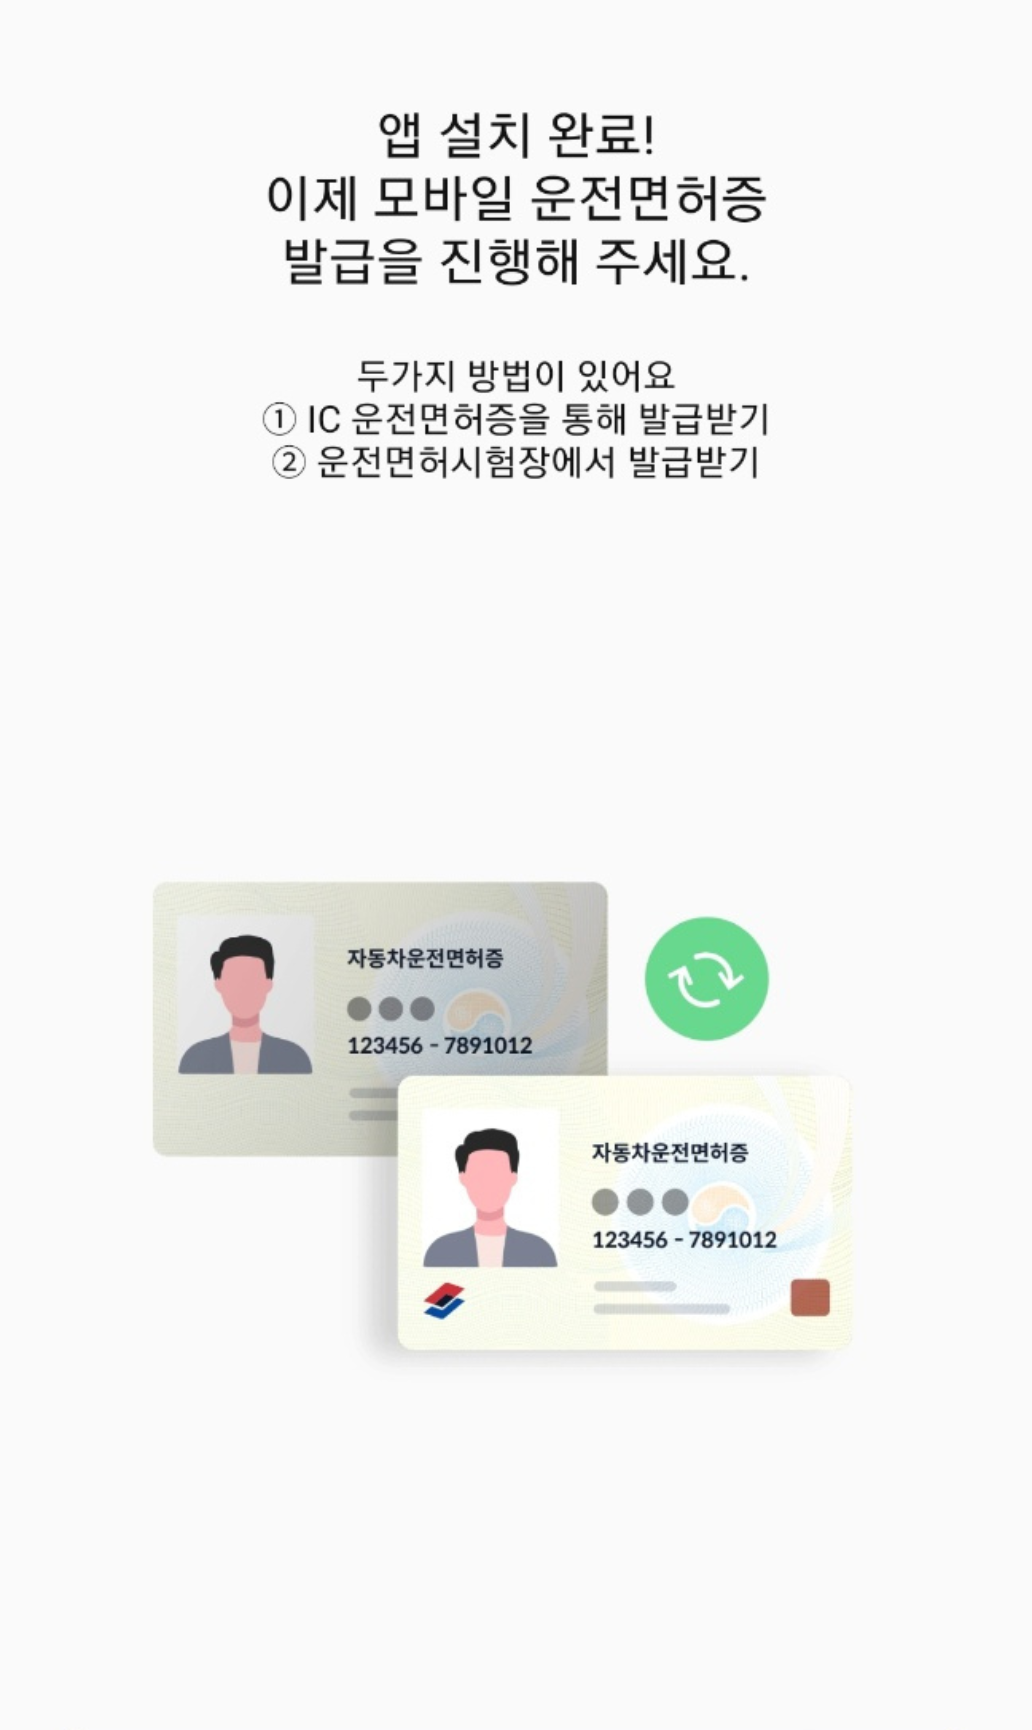 앱 설치 완료!
이제 모바일 운전면허증
발급을 진행해 주세요.
두가지 방법이 있어요
① IC 운전면허증을 통해 발급받기
② 운전면허시험장에서 발급받기
자동차운전면허증
123456 - 7891012
자동차운전면허증
123456 - 7891012